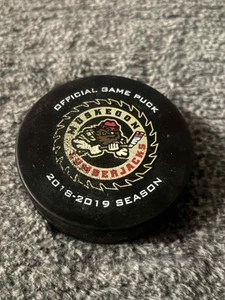 OFFICIAL GAME PUCK
MUSKEGON
LUMBERJACKS
2018-2019 SEASON